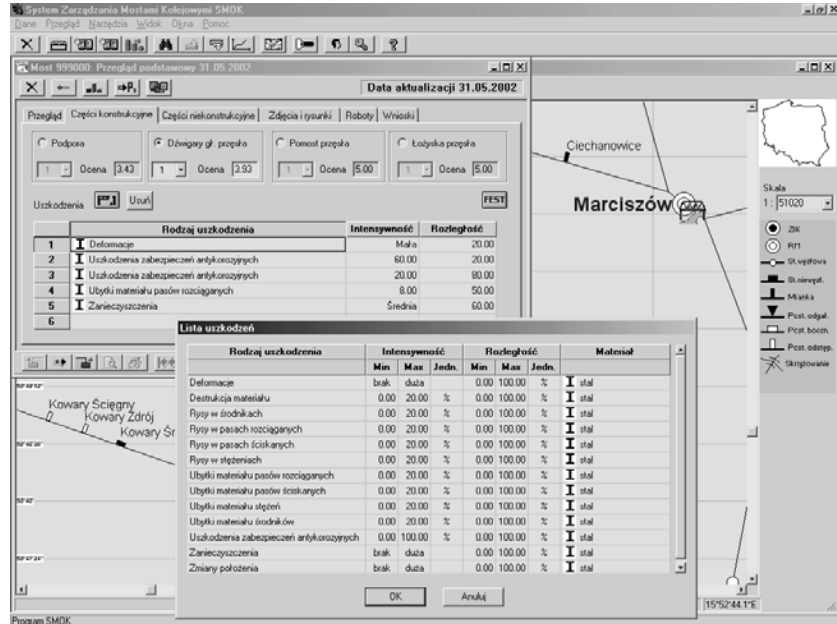 System Zarządzania Mostami Kolejowymi SMOK
Dane Przegląd Narzędzia Widok Okna Pomoc
Most 999000: Przegląd podstawowy 31.05.2002
Data aktualizacji 31.05.2002
Przegląd Części konstrukcyjne Części niekonstrukcyjne Zdjęcia i rysunki Roboty Wnioski
Podpora Dźwigary gł. przęsła Pomost przęsła Łożyska przęsła
1 Ocena 3.43 1 Ocena 3.93 1 Ocena 5.00 1 Ocena 5.00
Uszkodzenia Usuń FEST
Rodzaj uszkodzenia Intensywność Rozległość
1 Deformacje Mała 20.00
2 Uszkodzenia zabezpieczeń antykorozyjnych 60.00 20.00
3 Uszkodzenia zabezpieczeń antykorozyjnych 20.00 80.00
4 Ubytki materiału pasów rozciąganych 8.00 50.00
5 Zanieczyszczenia Średnia 60.00
6
Ciechanowice
Marciszów
Skala
1 : 51020
ZIK
RM
St.węzłowa
St.niewęzł.
Mijanka
Post. odgał.
Post. boczn.
Post. odstęp.
Skrzyżowanie
Kowary Ścięgny
Kowary Zdrój
Kowary Śr
Lista uszkodzeń
Rodzaj uszkodzenia Intensywność Rozległość Materiał
Min Max Jedn. Min Max Jedn.
Deformacje brak duża 0.00 100.00 % stal
Destrukcja materiału 0.00 20.00 % 0.00 100.00 % stal
Rysy w środnikach 0.00 20.00 % 0.00 100.00 % stal
Rysy w pasach rozciąganych 0.00 20.00 % 0.00 100.00 % stal
Rysy w pasach ściskanych 0.00 20.00 % 0.00 100.00 % stal
Rysy w stężeniach 0.00 20.00 % 0.00 100.00 % stal
Ubytki materiału pasów rozciąganych 0.00 20.00 % 0.00 100.00 % stal
Ubytki materiału pasów ściskanych 0.00 20.00 % 0.00 100.00 % stal
Ubytki materiału stężeń 0.00 20.00 % 0.00 100.00 % stal
Ubytki materiału środników 0.00 20.00 % 0.00 100.00 % stal
Uszkodzenia zabezpieczeń antykorozyjnych 0.00 100.00 % 0.00 100.00 % stal
Zanieczyszczenia brak duża 0.00 100.00 % stal
Zmiany położenia brak duża 0.00 100.00 % stal
OK Anuluj
15°52'44.1"E
Program SMOK